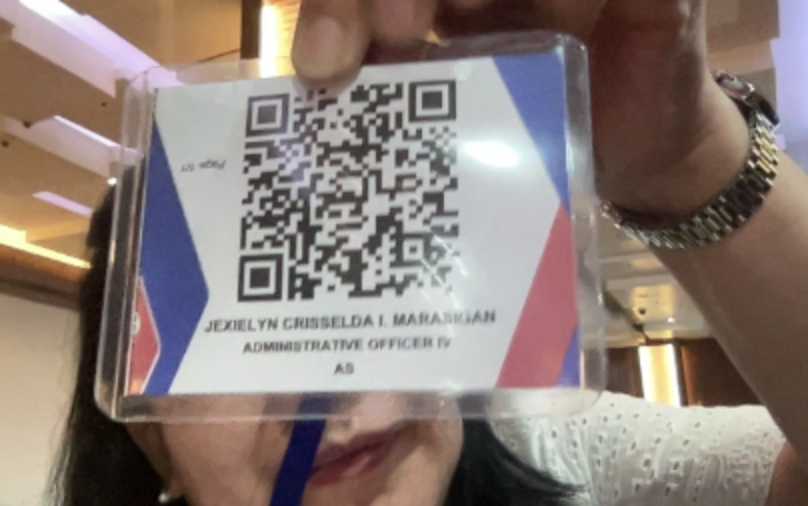 JEXIELYN CRISSELDA I. MARASIGAN
ADMINISTRATIVE OFFICER IV
AS